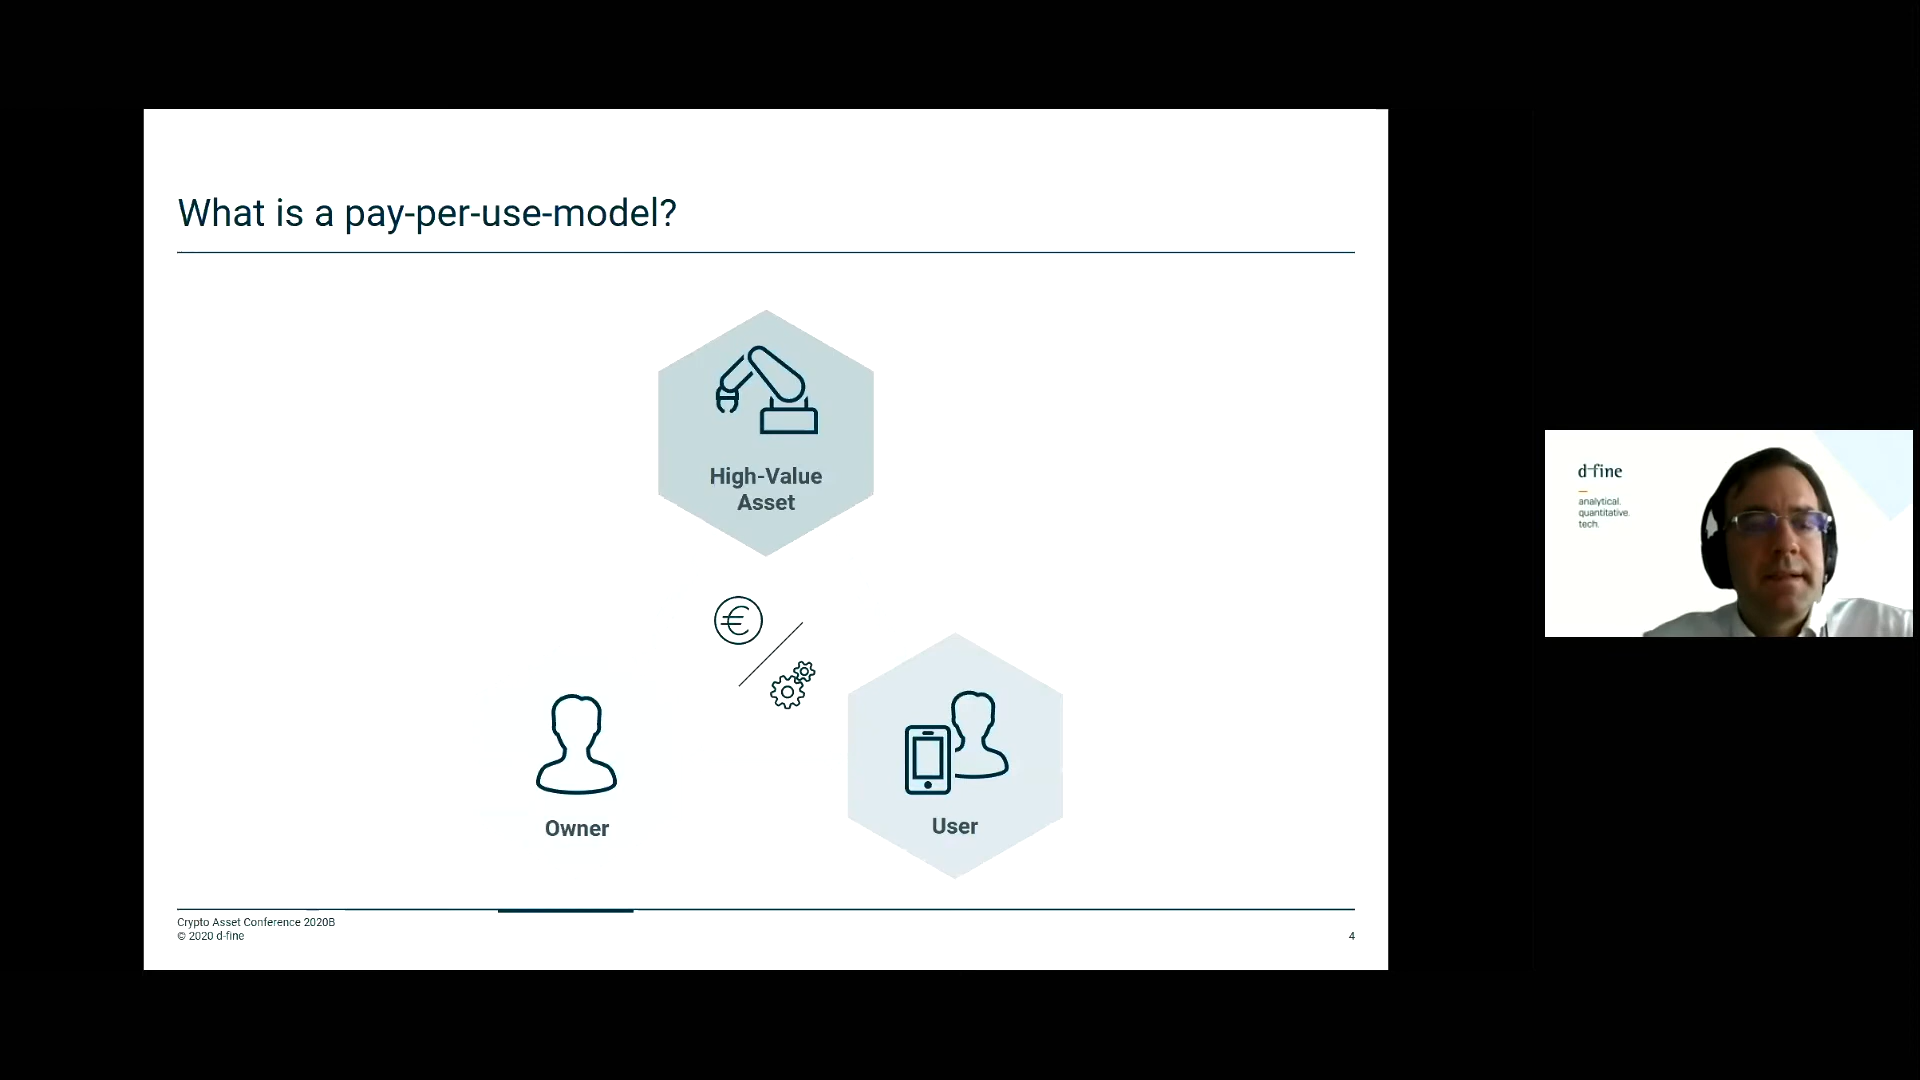 What is a pay-per-use-model?
High-Value
Asset
€
Owner
User
Crypto Asset Conference 2020B
© 2020 d-fine
4
d-fine
analytical.
quantitative.
tech.